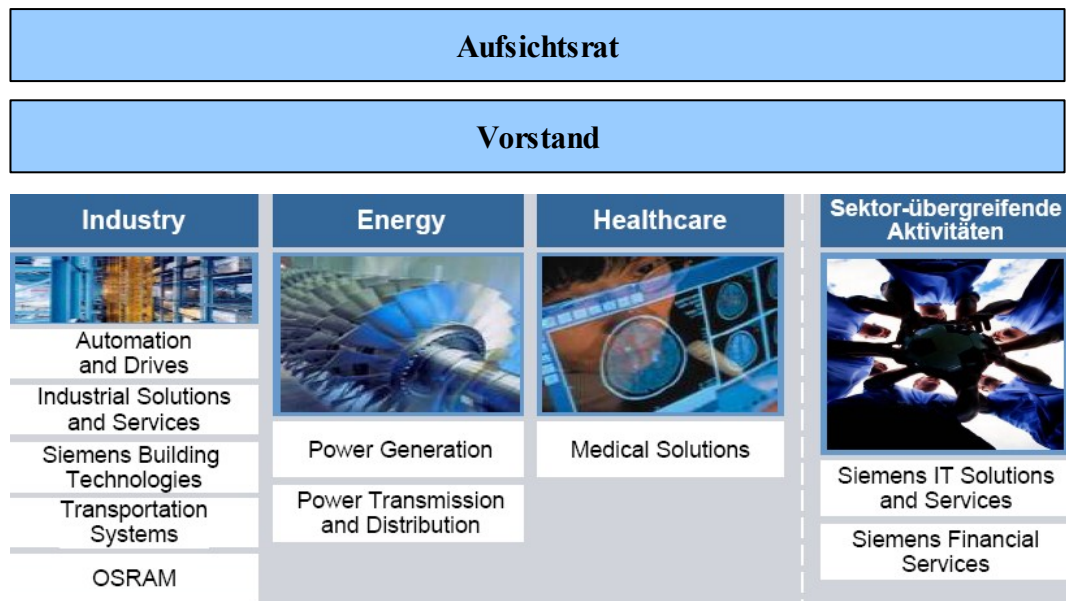 Aufsichtsrat
Vorstand
Industry
Automation
and Drives
Industrial Solutions
and Services
Siemens Building
Technologies
Transportation
Systems
OSRAM
Energy
Power Generation
Power Transmission
and Distribution
Healthcare
Medical Solutions
Sektor-übergreifende
Aktivitäten
Siemens IT Solutions
and Services
Siemens Financial
Services